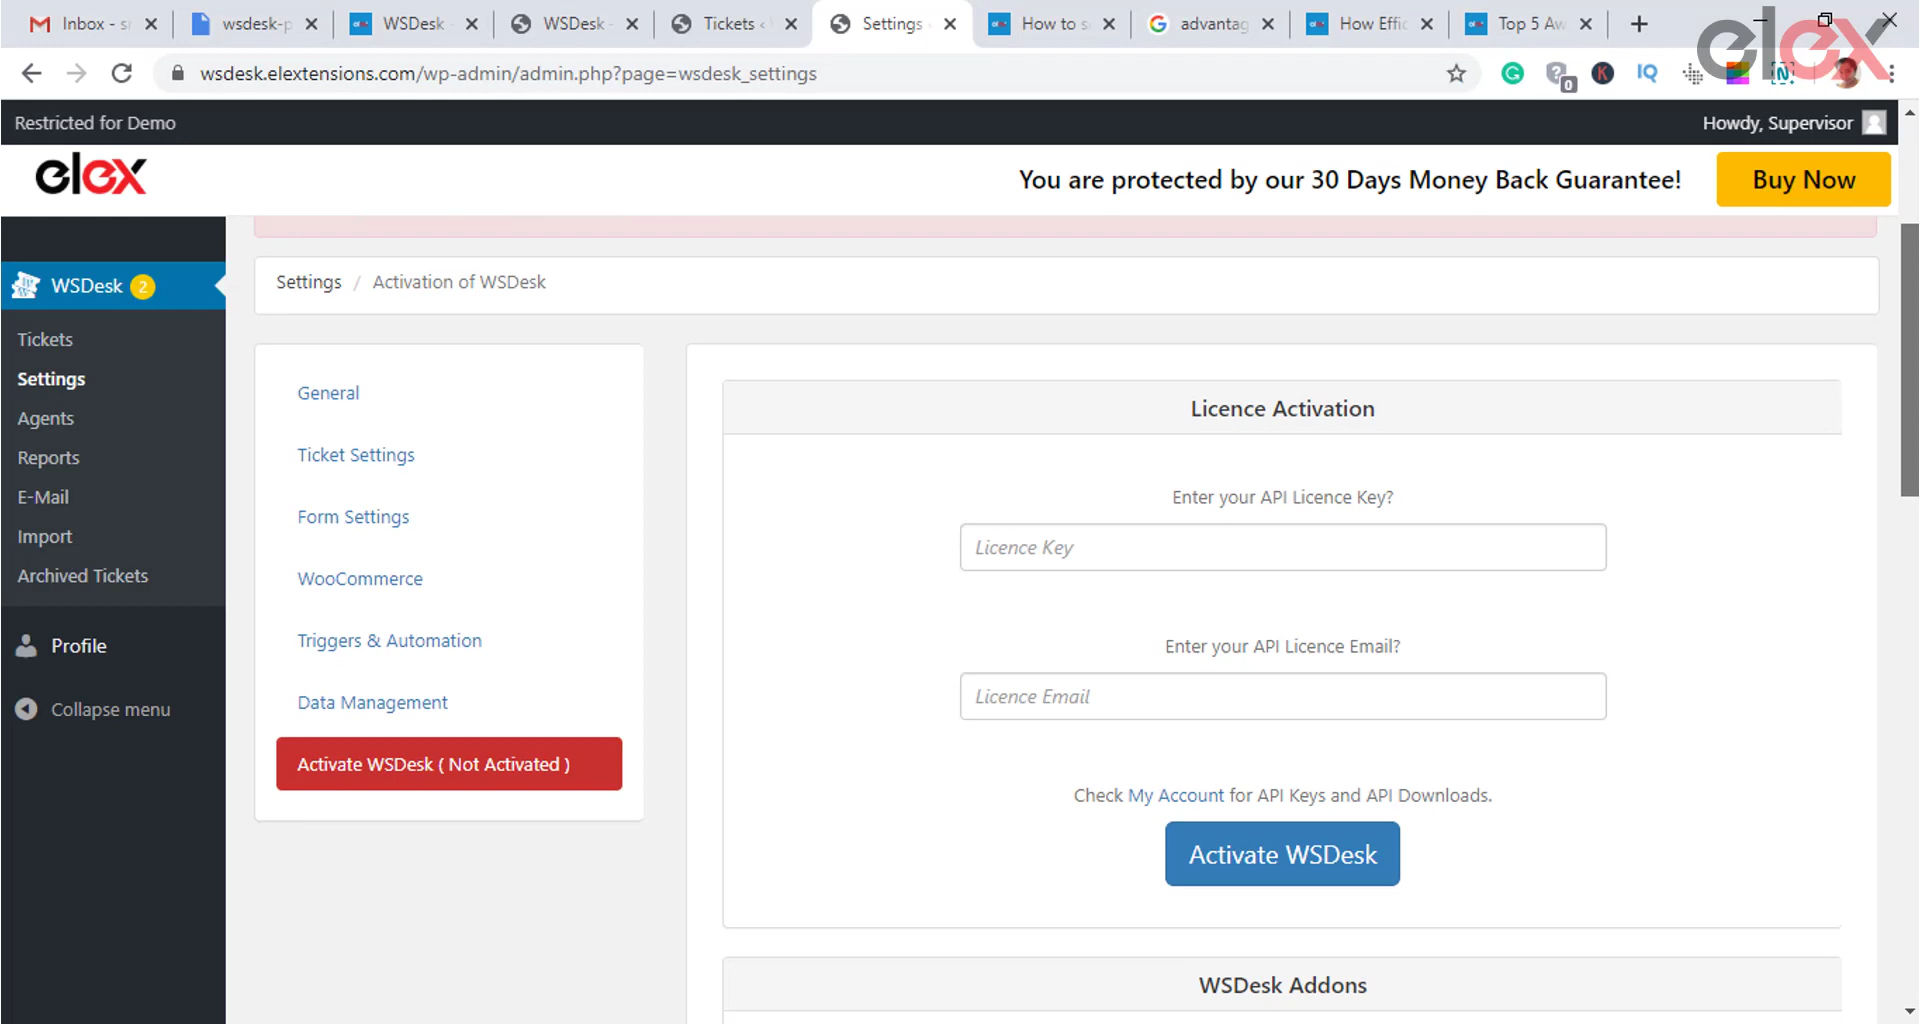 Inbox - s
wsdesk-p
WSDesk
WSDesk -
Tickets ‹
Settings
How to s
advantag
How Effic
Top 5 Aw
elex
wsdesk.elextensions.com/wp-admin/admin.php?page=wsdesk_settings
0
K
IQ
N
Restricted for Demo
Howdy, Supervisor
elex
You are protected by our 30 Days Money Back Guarantee!
Buy Now
WSDesk 2
Tickets
Settings
Agents
Reports
E-Mail
Import
Archived Tickets
Profile
Collapse menu
Settings / Activation of WSDesk
General
Ticket Settings
Form Settings
WooCommerce
Triggers & Automation
Data Management
Activate WSDesk ( Not Activated )
Licence Activation
Enter your API Licence Key?
Licence Key
Enter your API Licence Email?
Licence Email
Check My Account for API Keys and API Downloads.
Activate WSDesk
WSDesk Addons